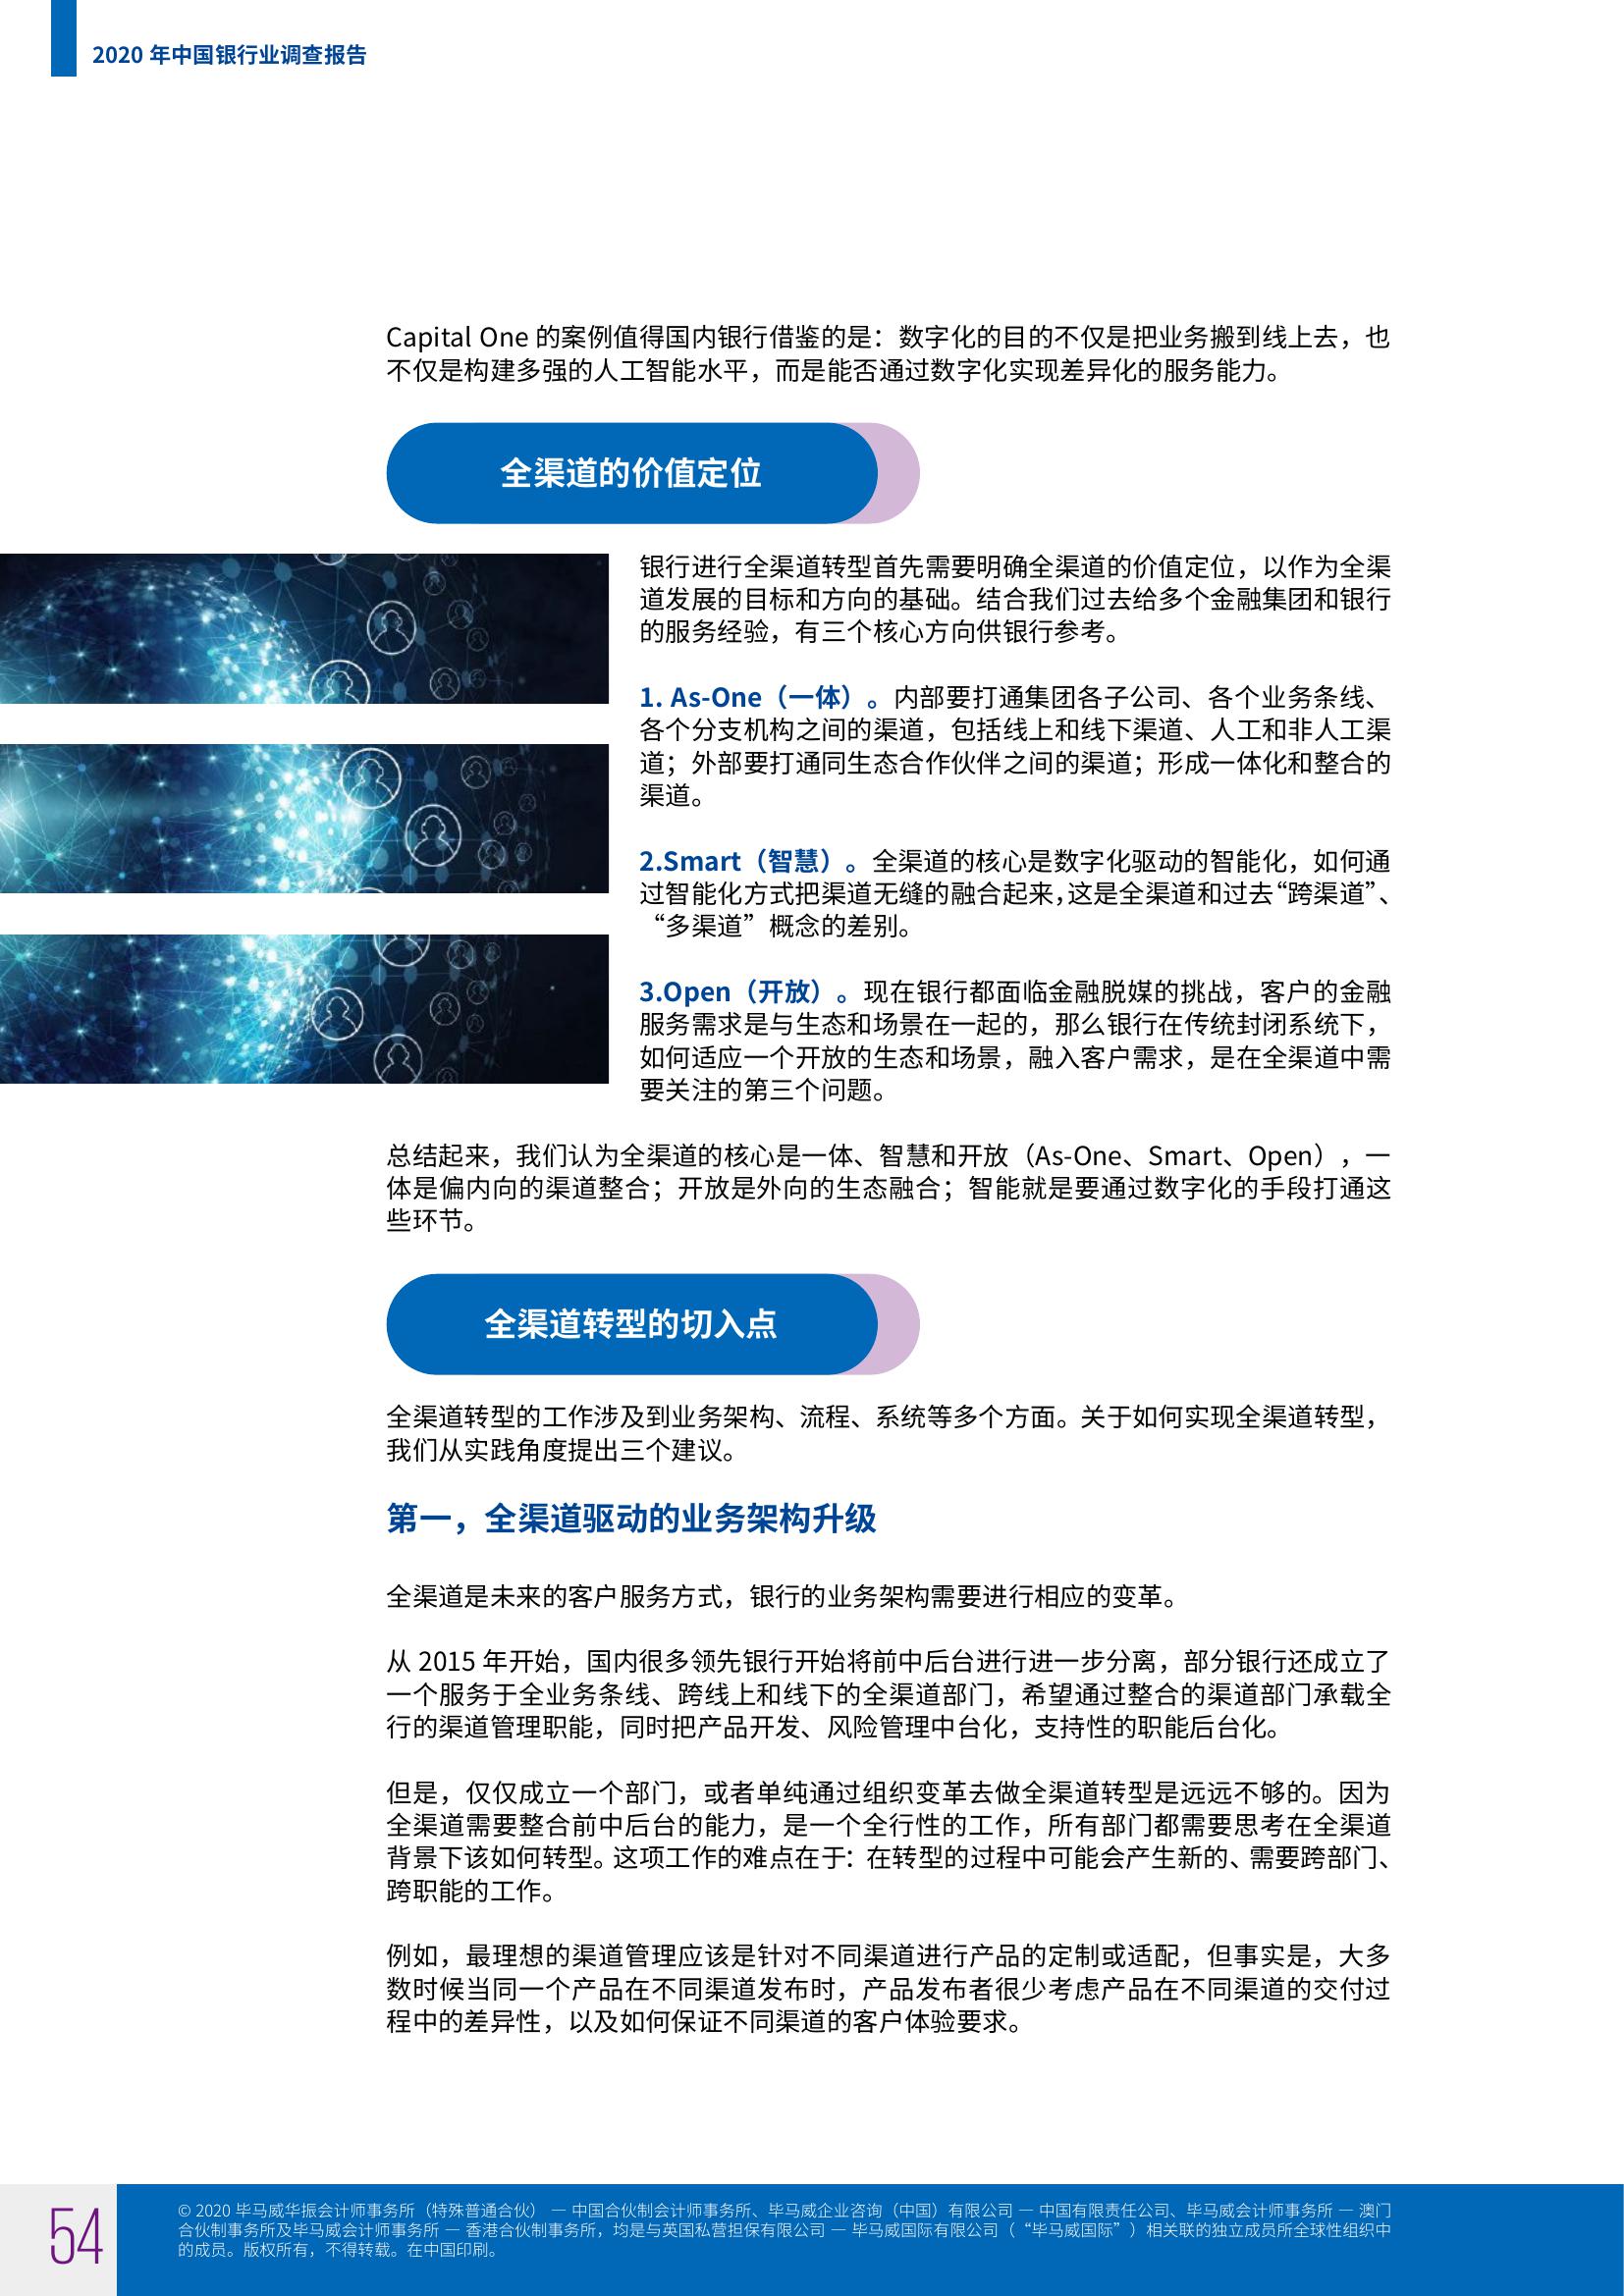 2020 年中国银行业调查报告
Capital One 的案例值得国内银行借鉴的是：数字化的目的不仅是把业务搬到线上去，也
不仅是构建多强的人工智能水平，而是能否通过数字化实现差异化的服务能力。
全渠道的价值定位
银行进行全渠道转型首先需要明确全渠道的价值定位，以作为全渠
道发展的目标和方向的基础。结合我们过去给多个金融集团和银行
的服务经验，有三个核心方向供银行参考。
1. As-One（一体）。内部要打通集团各子公司、各个业务条线、
各个分支机构之间的渠道，包括线上和线下渠道、人工和非人工渠
道；外部要打通同生态合作伙伴之间的渠道；形成一体化和整合的
渠道。
2.Smart（智慧）。全渠道的核心是数字化驱动的智能化，如何通
过智能化方式把渠道无缝的融合起来，这是全渠道和过去“跨渠道”、
“多渠道”概念的差别。
3.Open（开放）。现在银行都面临金融脱媒的挑战，客户的金融
服务需求是与生态和场景在一起的，那么银行在传统封闭系统下，
如何适应一个开放的生态和场景，融入客户需求，是在全渠道中需
要关注的第三个问题。
总结起来，我们认为全渠道的核心是一体、智慧和开放（As-One、Smart、Open），一
体是偏内向的渠道整合；开放是外向的生态融合；智能就是要通过数字化的手段打通这
些环节。
全渠道转型的切入点
全渠道转型的工作涉及到业务架构、流程、系统等多个方面。关于如何实现全渠道转型，
我们从实践角度提出三个建议。
第一，全渠道驱动的业务架构升级
全渠道是未来的客户服务方式，银行的业务架构需要进行相应的变革。
从 2015 年开始，国内很多领先银行开始将前中后台进行进一步分离，部分银行还成立了
一个服务于全业务条线、跨线上和线下的全渠道部门，希望通过整合的渠道部门承载全
行的渠道管理职能，同时把产品开发、风险管理中台化，支持性的职能后台化。
但是，仅仅成立一个部门，或者单纯通过组织变革去做全渠道转型是远远不够的。因为
全渠道需要整合前中后台的能力，是一个全行性的工作，所有部门都需要思考在全渠道
背景下该如何转型。这项工作的难点在于：在转型的过程中可能会产生新的、需要跨部门、
跨职能的工作。
例如，最理想的渠道管理应该是针对不同渠道进行产品的定制或适配，但事实是，大多
数时候当同一个产品在不同渠道发布时，产品发布者很少考虑产品在不同渠道的交付过
程中的差异性，以及如何保证不同渠道的客户体验要求。
54
© 2020 毕马威华振会计师事务所（特殊普通合伙） — 中国合伙制会计师事务所、毕马威企业咨询（中国）有限公司 — 中国有限责任公司、毕马威会计师事务所 — 澳门
合伙制事务所及毕马威会计师事务所 — 香港合伙制事务所，均是与英国私营担保有限公司 — 毕马威国际有限公司（“毕马威国际”）相关联的独立成员所全球性组织中
的成员。版权所有，不得转载。在中国印刷。